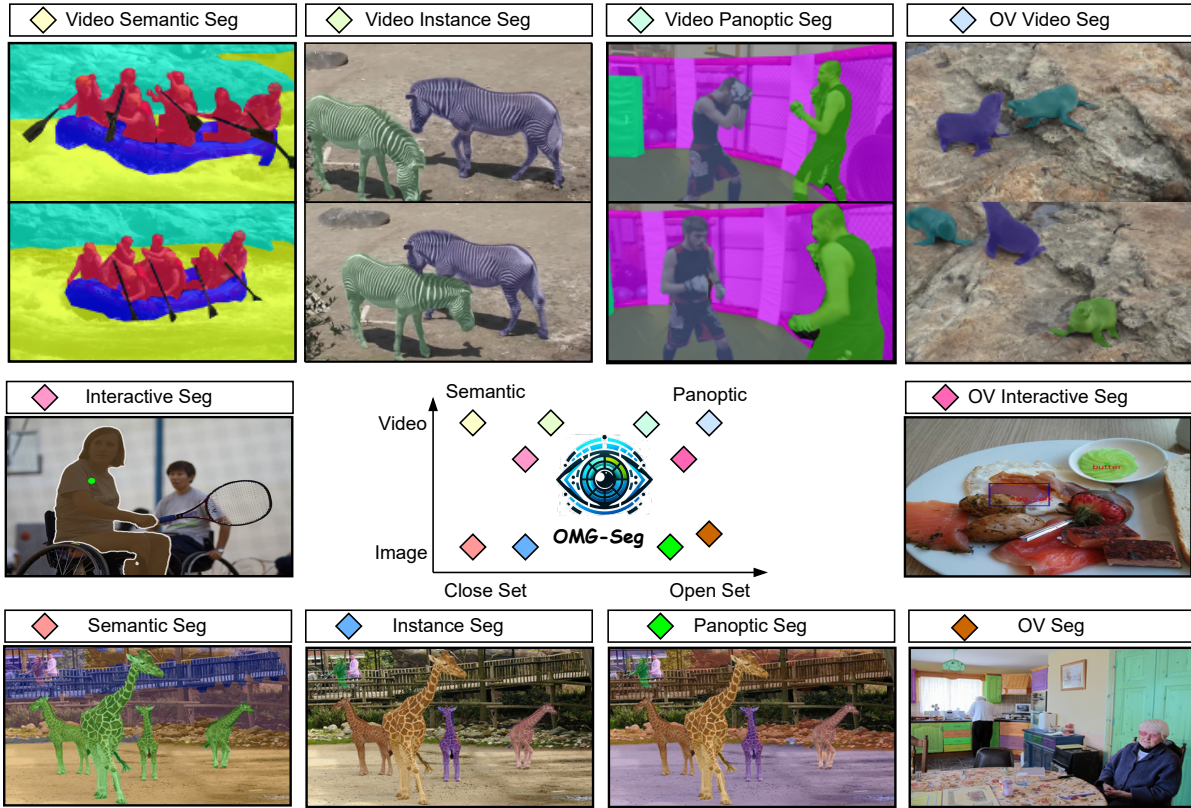 Video Semantic Seg
Video Instance Seg
Video Panoptic Seg
OV Video Seg
Interactive Seg
Semantic
Panoptic
OV Interactive Seg
Video
butter
OMG-Seg
Image
Close Set
Open Set
Semantic Seg
Instance Seg
Panoptic Seg
OV Seg